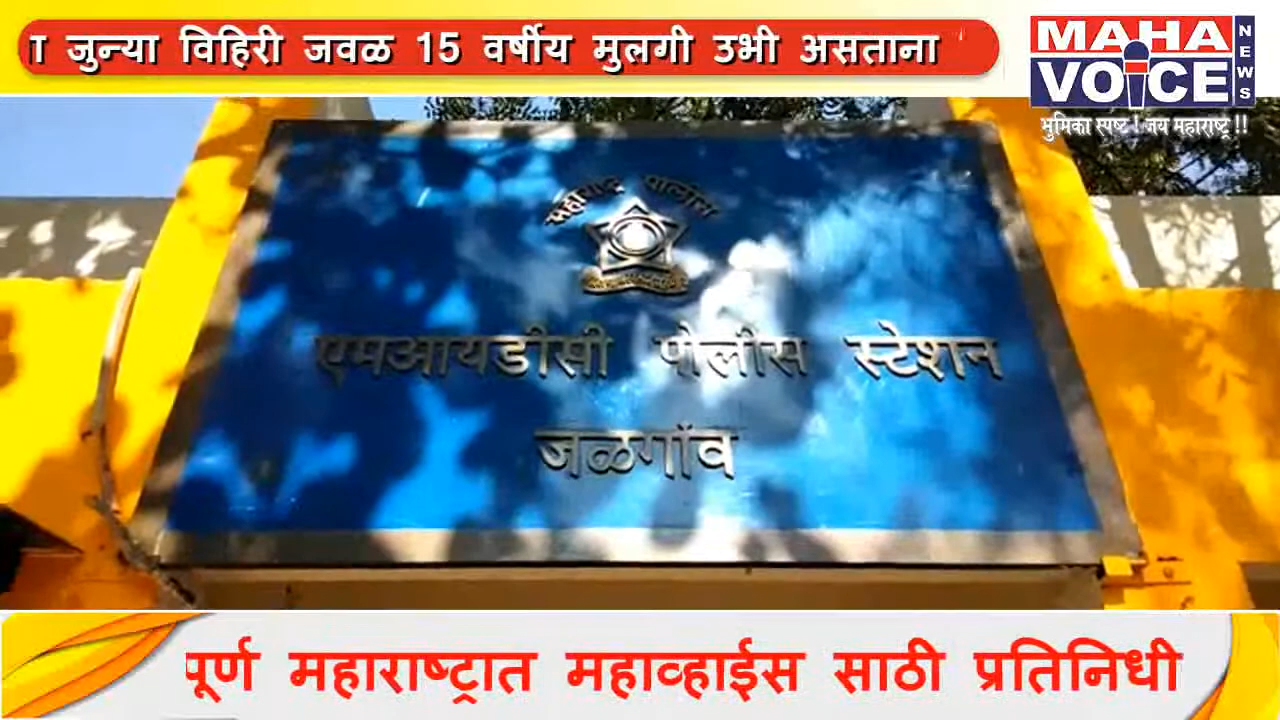 जुन्या विहिरी जवळ 15 वर्षीय मुलगी उभी असताना
MAHA
VOICE
NEWS
भुमिका स्पष्ट ! जय महाराष्ट्र !!
महाराष्ट्र पोलीस
एमआयडीसी पोलीस स्टेशन
जळगांव
पूर्ण महाराष्ट्रात महाव्हाईस साठी प्रतिनिधी